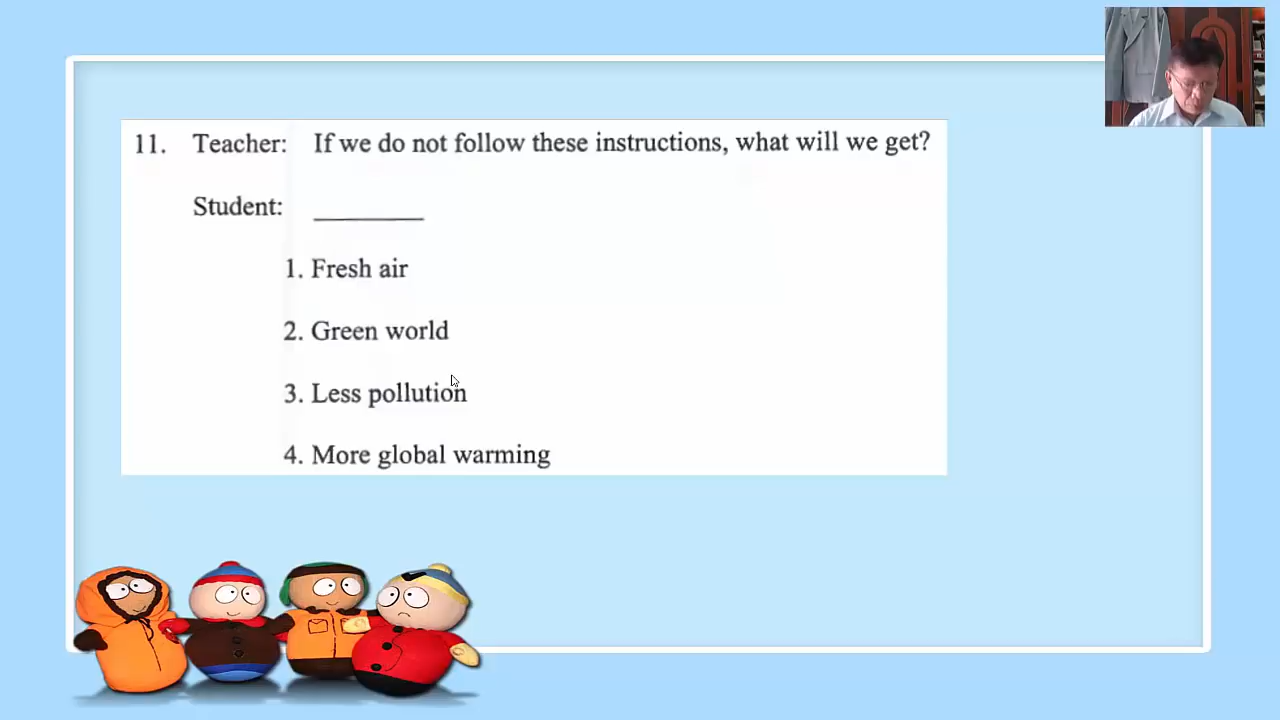 11. Teacher: If we do not follow these instructions, what will we get?
Student: ________
1. Fresh air
2. Green world
3. Less pollution
4. More global warming